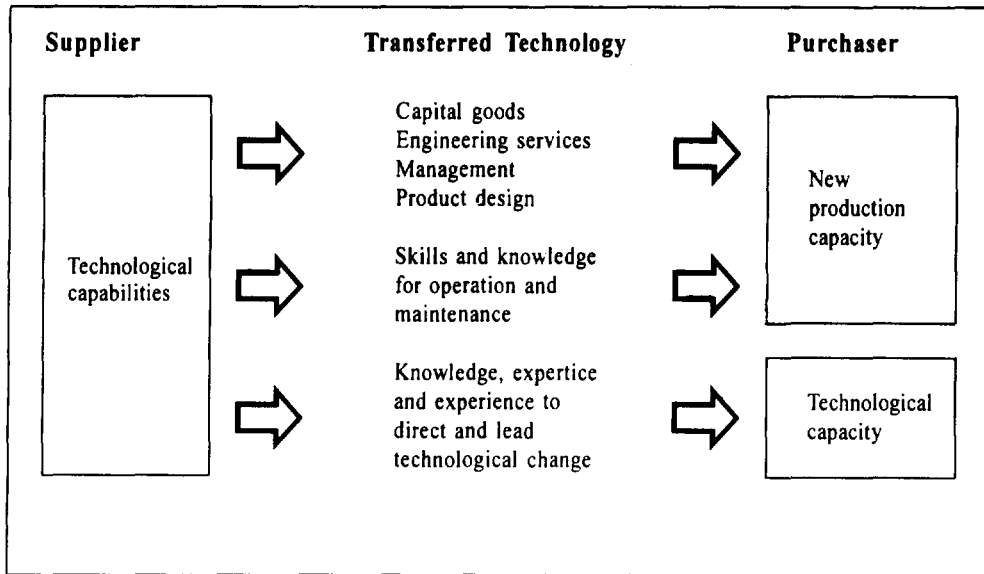 Supplier
Transferred Technology
Purchaser
Technological
capabilities
Capital goods
Engineering services
Management
Product design
Skills and knowledge
for operation and
maintenance
Knowledge, expertice
and experience to
direct and lead
technological change
New
production
capacity
Technological
capacity